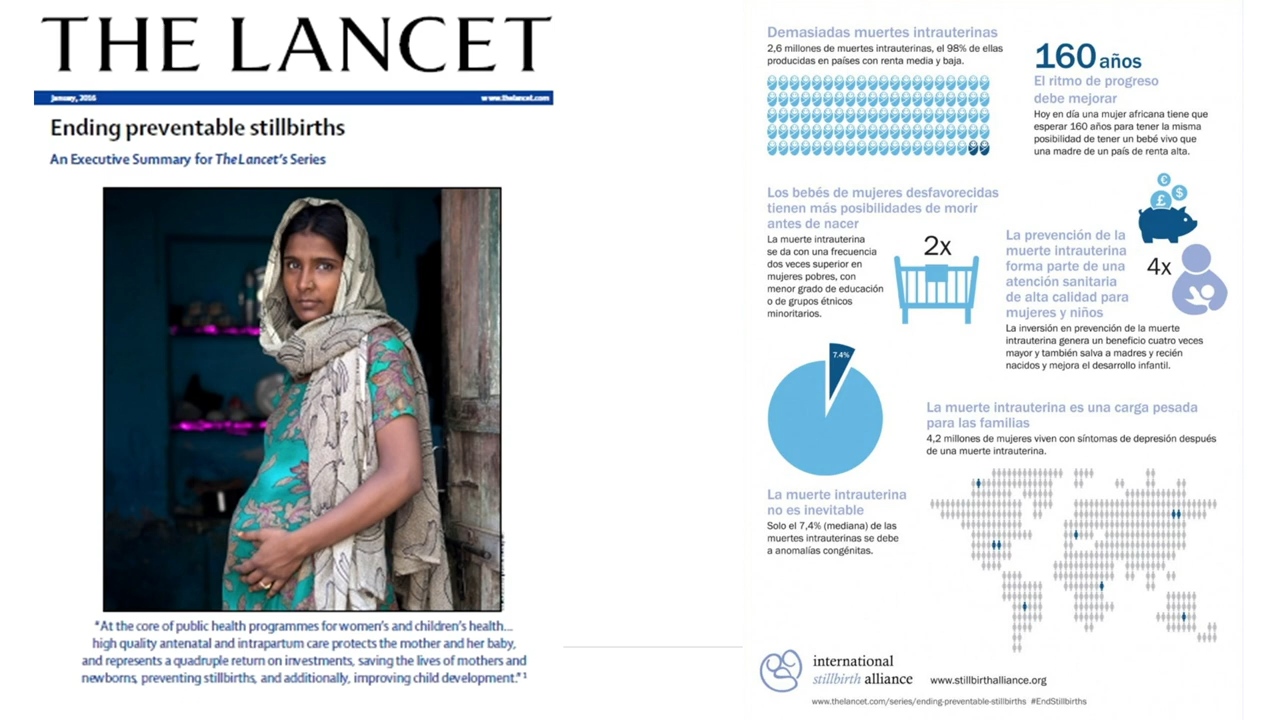 THE LANCET
January, 2016
www.thelancet.com
Ending preventable stillbirths
An Executive Summary for The Lancet's Series
"At the core of public health programmes for women's and children's health....
high quality antenatal and intrapartum care protects the mother and her baby,
and represents a quadruple return on investments, saving the lives of mothers and
newborns, preventing stillbirths, and additionally, improving child development." 1
Demasiadas muertes intrauterinas
2,6 millones de muertes intrauterinas, el 98% de ellas
producidas en países con renta media y baja.
160 años
El ritmo de progreso
debe mejorar
Hoy en día una mujer africana tiene que
esperar 160 años para tener la misma
posibilidad de tener un bebé vivo que
una madre de un país de renta alta.
Los bebés de mujeres desfavorecidas
tienen más posibilidades de morir
antes de nacer
La muerte intrauterina
se da con una frecuencia
dos veces superior en
mujeres pobres, con
menor grado de educación
o de grupos étnicos
minoritarios.
2x
€
$
£
La prevención de la
muerte intrauterina
forma parte de una
atención sanitaria
de alta calidad para
mujeres y niños
4x
La inversión en prevención de la muerte
intrauterina genera un beneficio cuatro veces
mayor y también salva a madres y recién
nacidos y mejora el desarrollo infantil.
7.4%
La muerte intrauterina
no es inevitable
Solo el 7,4% (mediana) de las
muertes intrauterinas se debe
a anomalías congénitas.
La muerte intrauterina es una carga pesada
para las familias
4,2 millones de mujeres viven con síntomas de depresión después
de una muerte intrauterina.
international
stillbirth alliance
www.stillbirthalliance.org
www.thelancet.com/series/ending-preventable-stillbirths #EndStillbirths